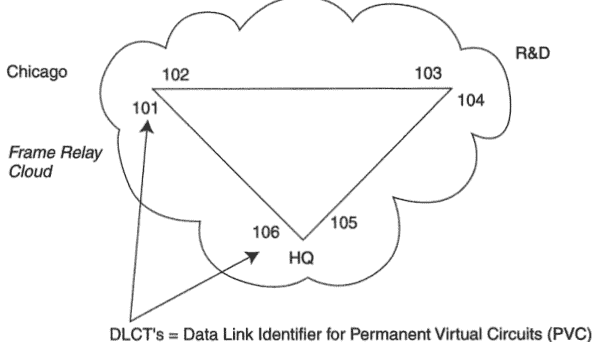 R&D
Chicago
102
103
101
104
Frame Relay
Cloud
106
105
HQ
DLCT's = Data Link Identifier for Permanent Virtual Circuits (PVC)